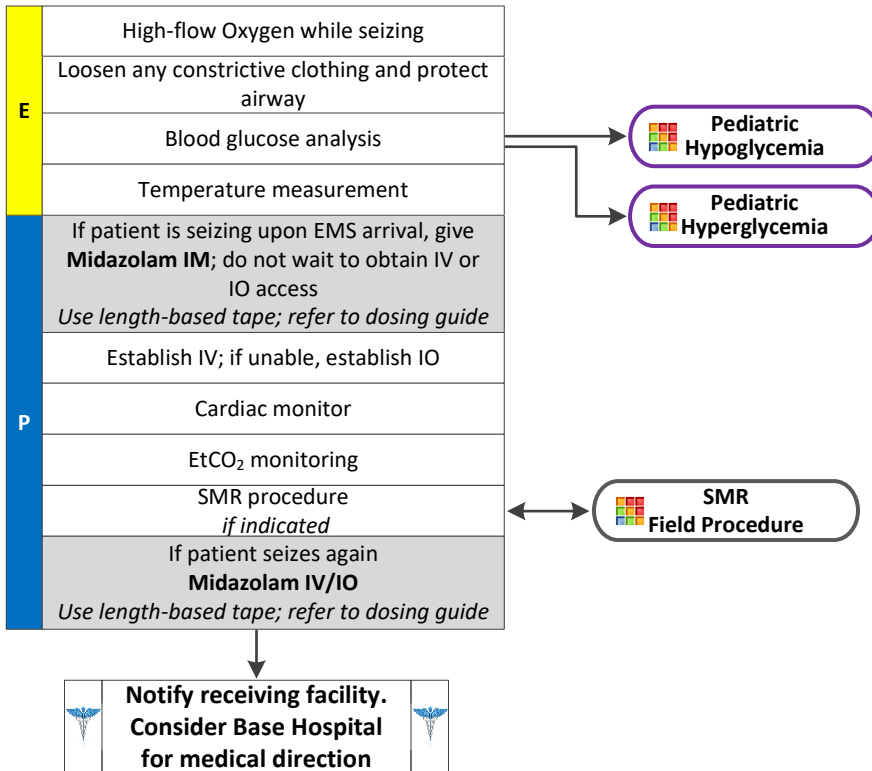 E
High-flow Oxygen while seizing
Loosen any constrictive clothing and protect
airway
Blood glucose analysis
Temperature measurement
Pediatric
Hypoglycemia
Pediatric
Hyperglycemia
P
If patient is seizing upon EMS arrival, give
Midazolam IM; do not wait to obtain IV or
IO access
Use length-based tape; refer to dosing guide
Establish IV; if unable, establish IO
Cardiac monitor
EtCO₂ monitoring
SMR procedure
if indicated
SMR
Field Procedure
If patient seizes again
Midazolam IV/IO
Use length-based tape; refer to dosing guide
Notify receiving facility.
Consider Base Hospital
for medical direction